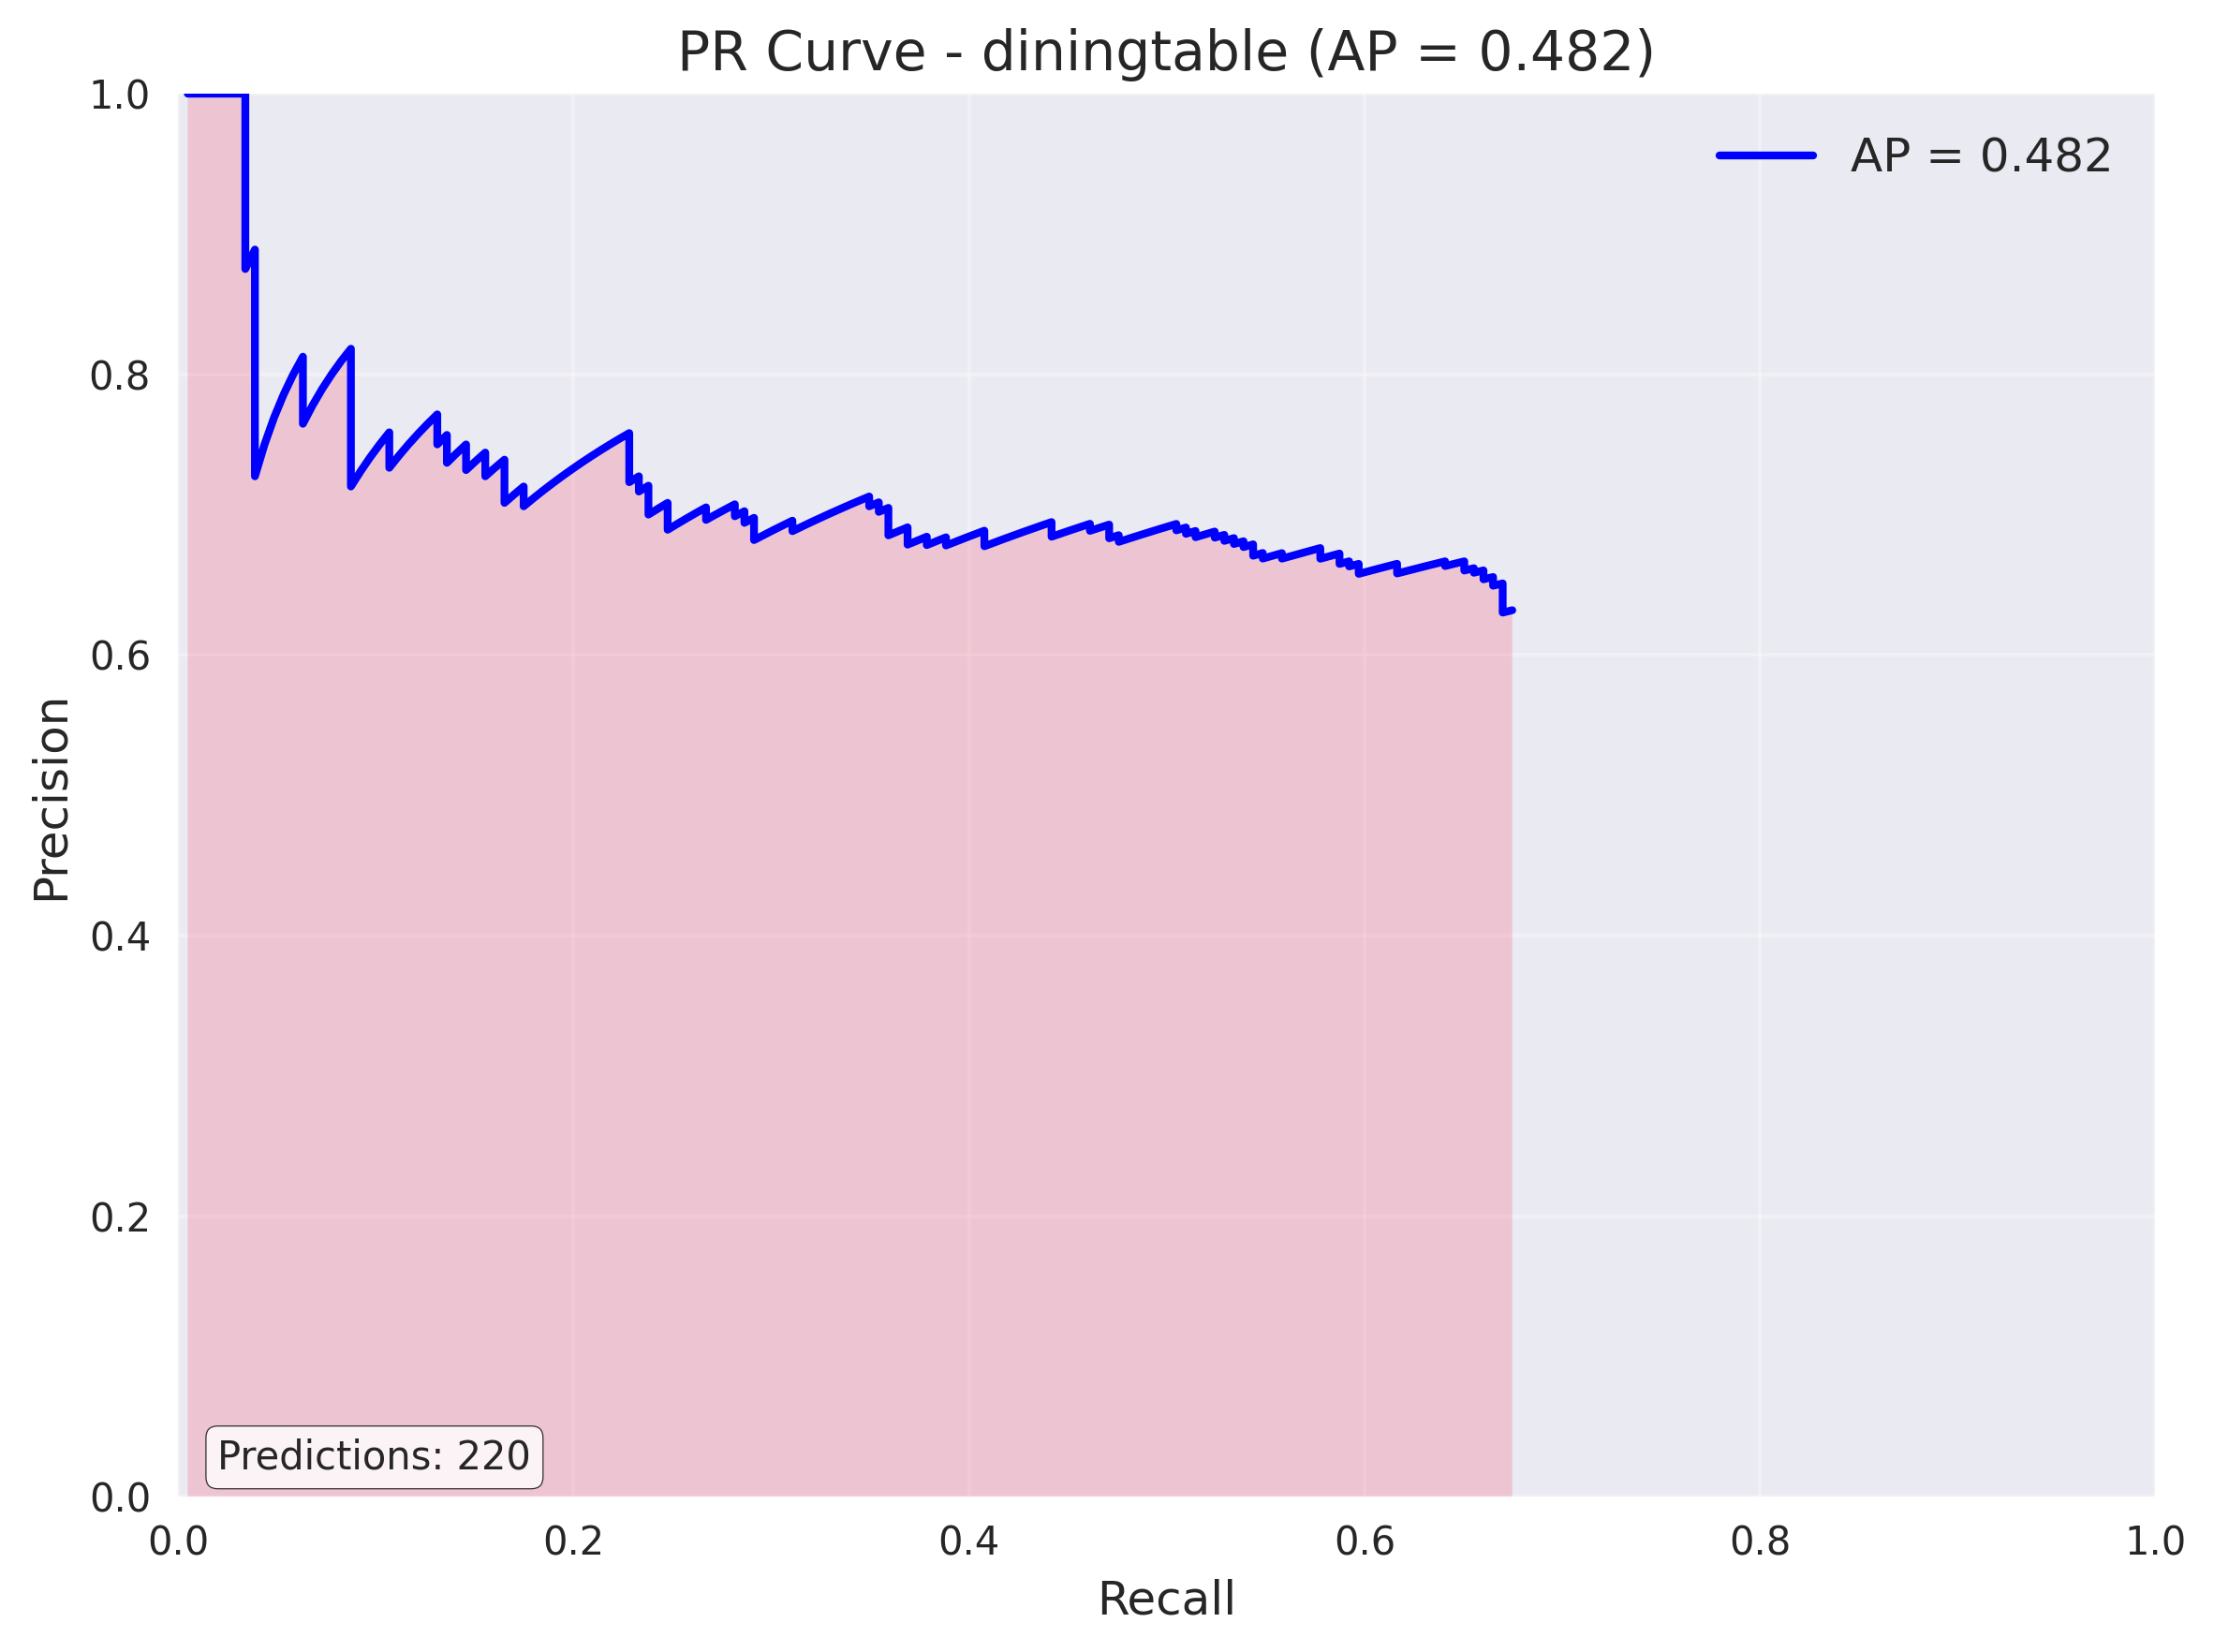 PR Curve - diningtable (AP = 0.482)
AP = 0.482
1.0
0.8
0.6
0.4
0.2
0.0
Precision
Predictions: 220
0.0 0.2 0.4 0.6 0.8 1.0
Recall